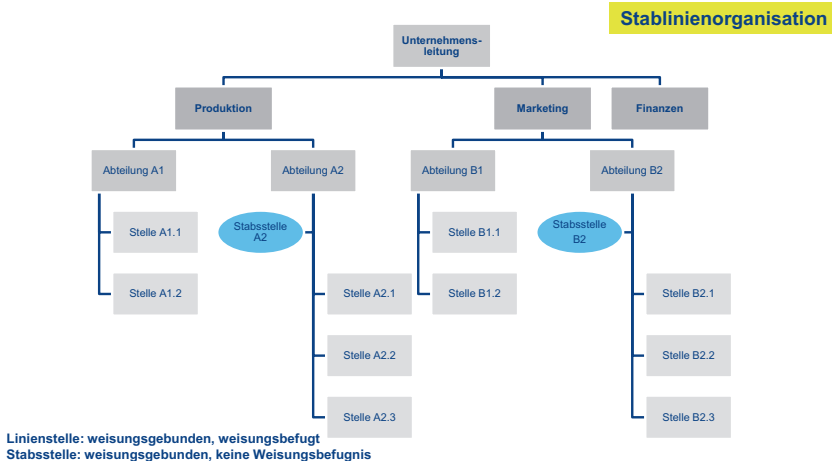 Stablinienorganisation
Unternehmens-
leitung
Produktion
Marketing
Finanzen
Abteilung A1
Abteilung A2
Abteilung B1
Abteilung B2
Stelle A1.1
Stabsstelle
A2
Stelle B1.1
Stabsstelle
B2
Stelle A1.2
Stelle A2.1
Stelle B1.2
Stelle B2.1
Stelle A2.2
Stelle B2.2
Stelle A2.3
Stelle B2.3
Linienstelle: weisungsgebunden, weisungsbefugt
Stabsstelle: weisungsgebunden, keine Weisungsbefugnis